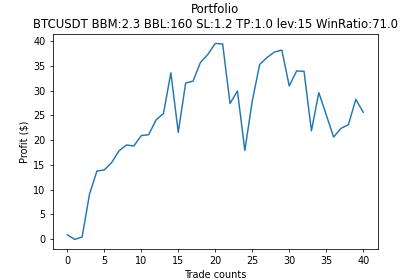 Portfolio
BTCUSDT BBM:2.3 BBL:160 SL:1.2 TP:1.0 lev:15 WinRatio:71.0
40
35
30
25
20
15
10
5
0
Profit ($)
0 5 10 15 20 25 30 35 40
Trade counts